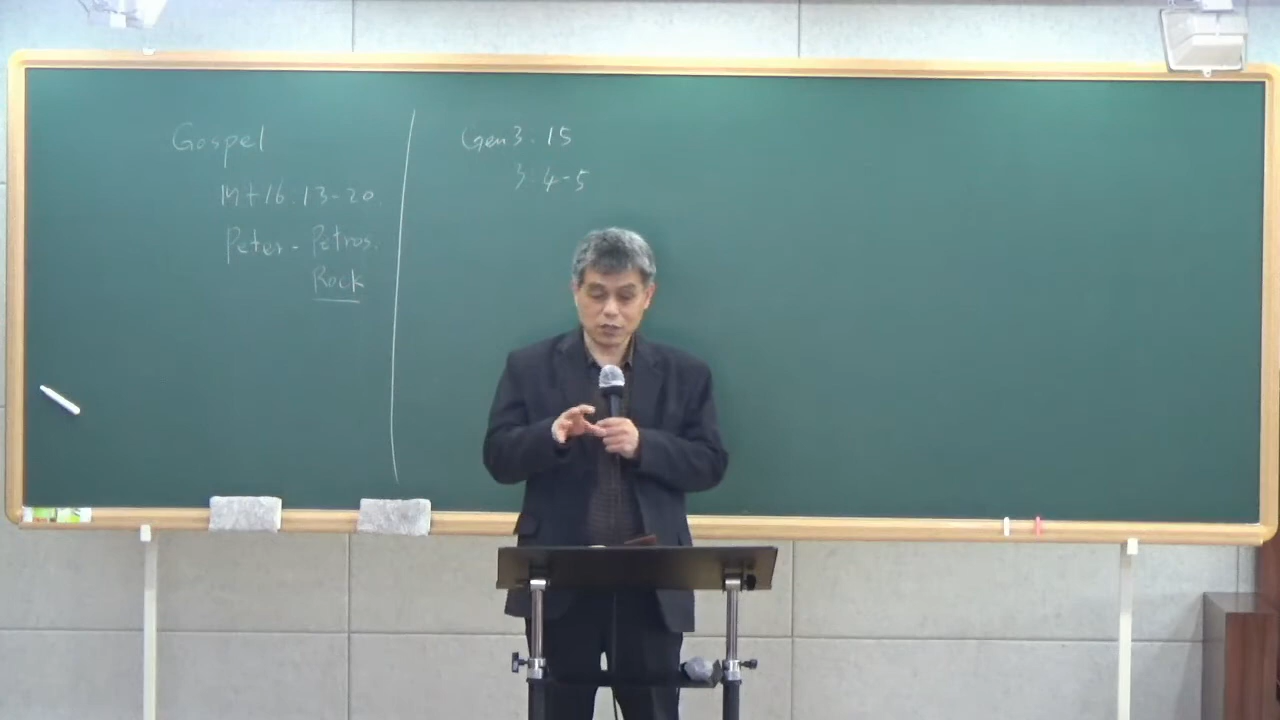 Gospel
Mt 16:13-20.
Peter - Petros.
Rock
Gen 3:15
3:4-5